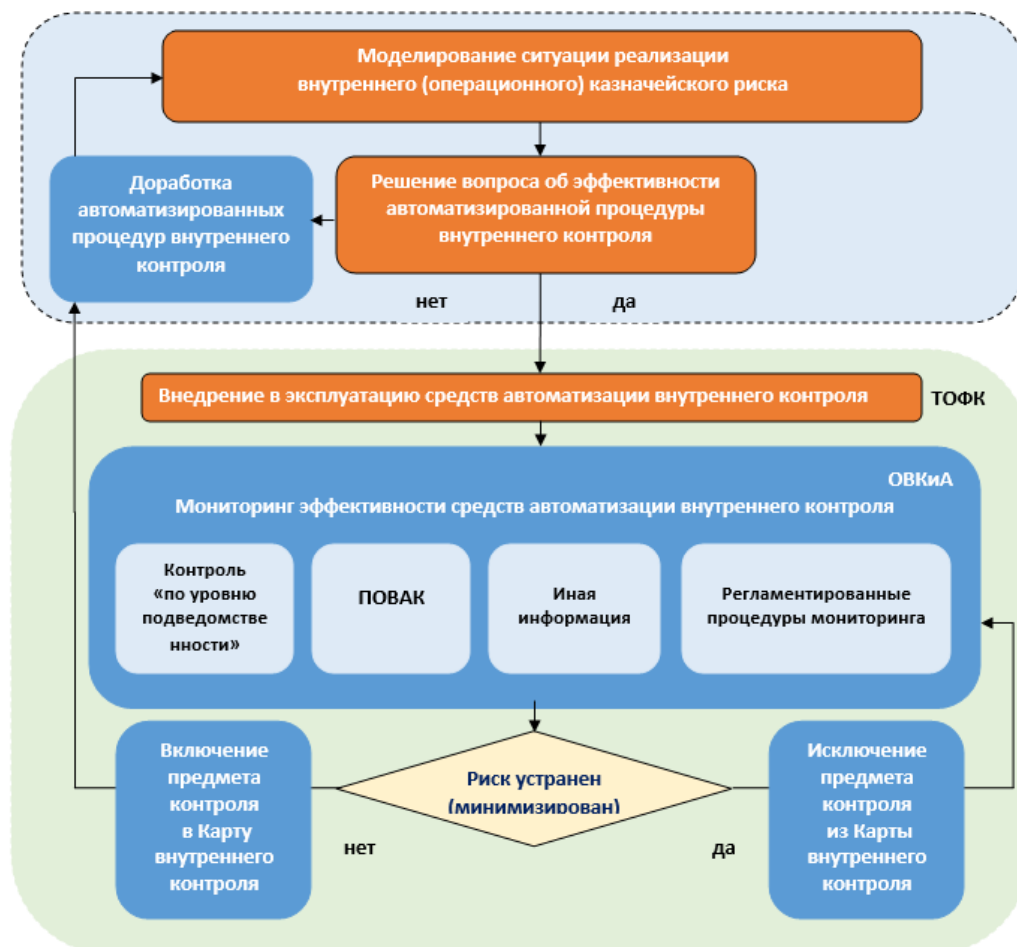 Моделирование ситуации реализации
внутреннего (операционного) казначейского риска
Доработка
автоматизированных
процедур внутреннего
контроля
Решение вопроса об эффективности
автоматизированной процедуры
внутреннего контроля
нет
да
Внедрение в эксплуатацию средств автоматизации внутреннего контроля
ТОФК
ОВКиА
Мониторинг эффективности средств автоматизации внутреннего контроля
Контроль
«по уровню
подведомстве
нности»
ПОВАК
Иная
информация
Регламентированные
процедуры мониторинга
Включение
предмета
контроля
в Карту
внутреннего
контроля
Риск устранен
(минимизирован)
нет
да
Исключение
предмета
контроля
из Карты
внутреннего
контроля